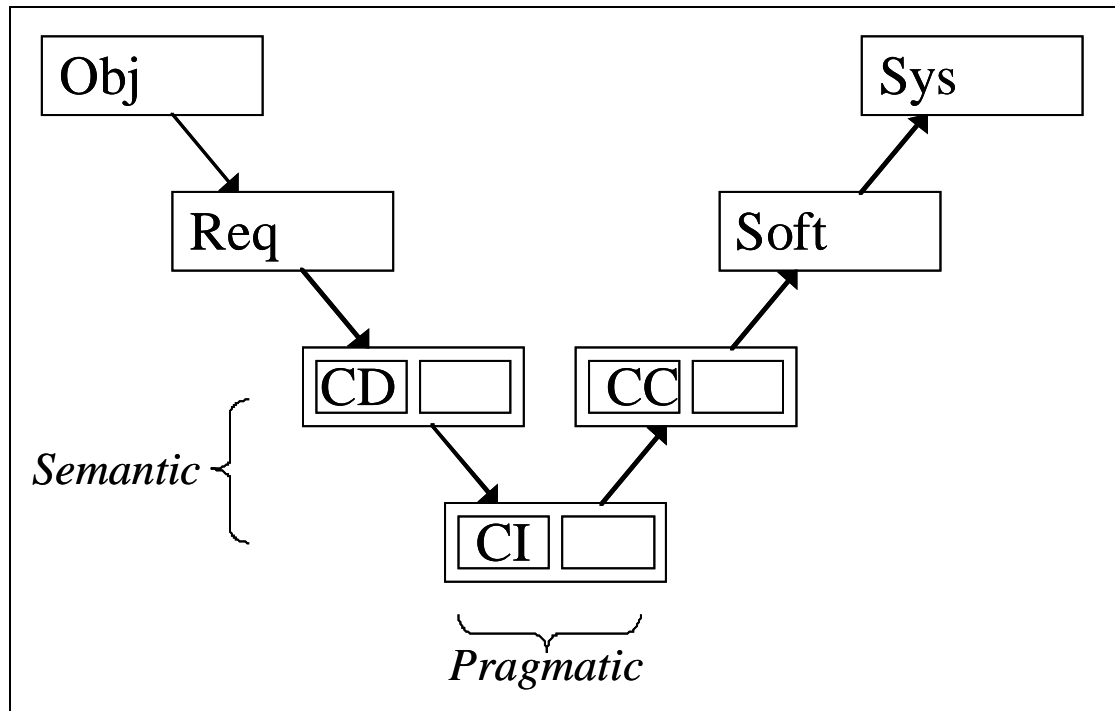 Obj
Sys
Req
Soft
CD
CC
Semantic
CI
Pragmatic